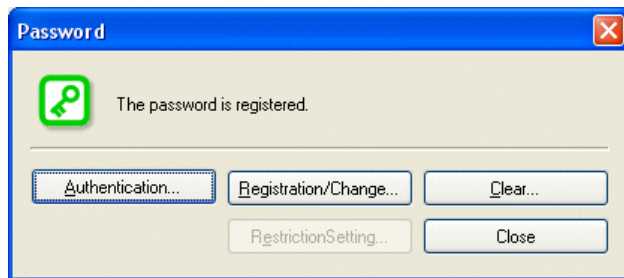 Password
The password is registered.
Authentication... Registration/Change... Clear...
RestrictionSetting... Close